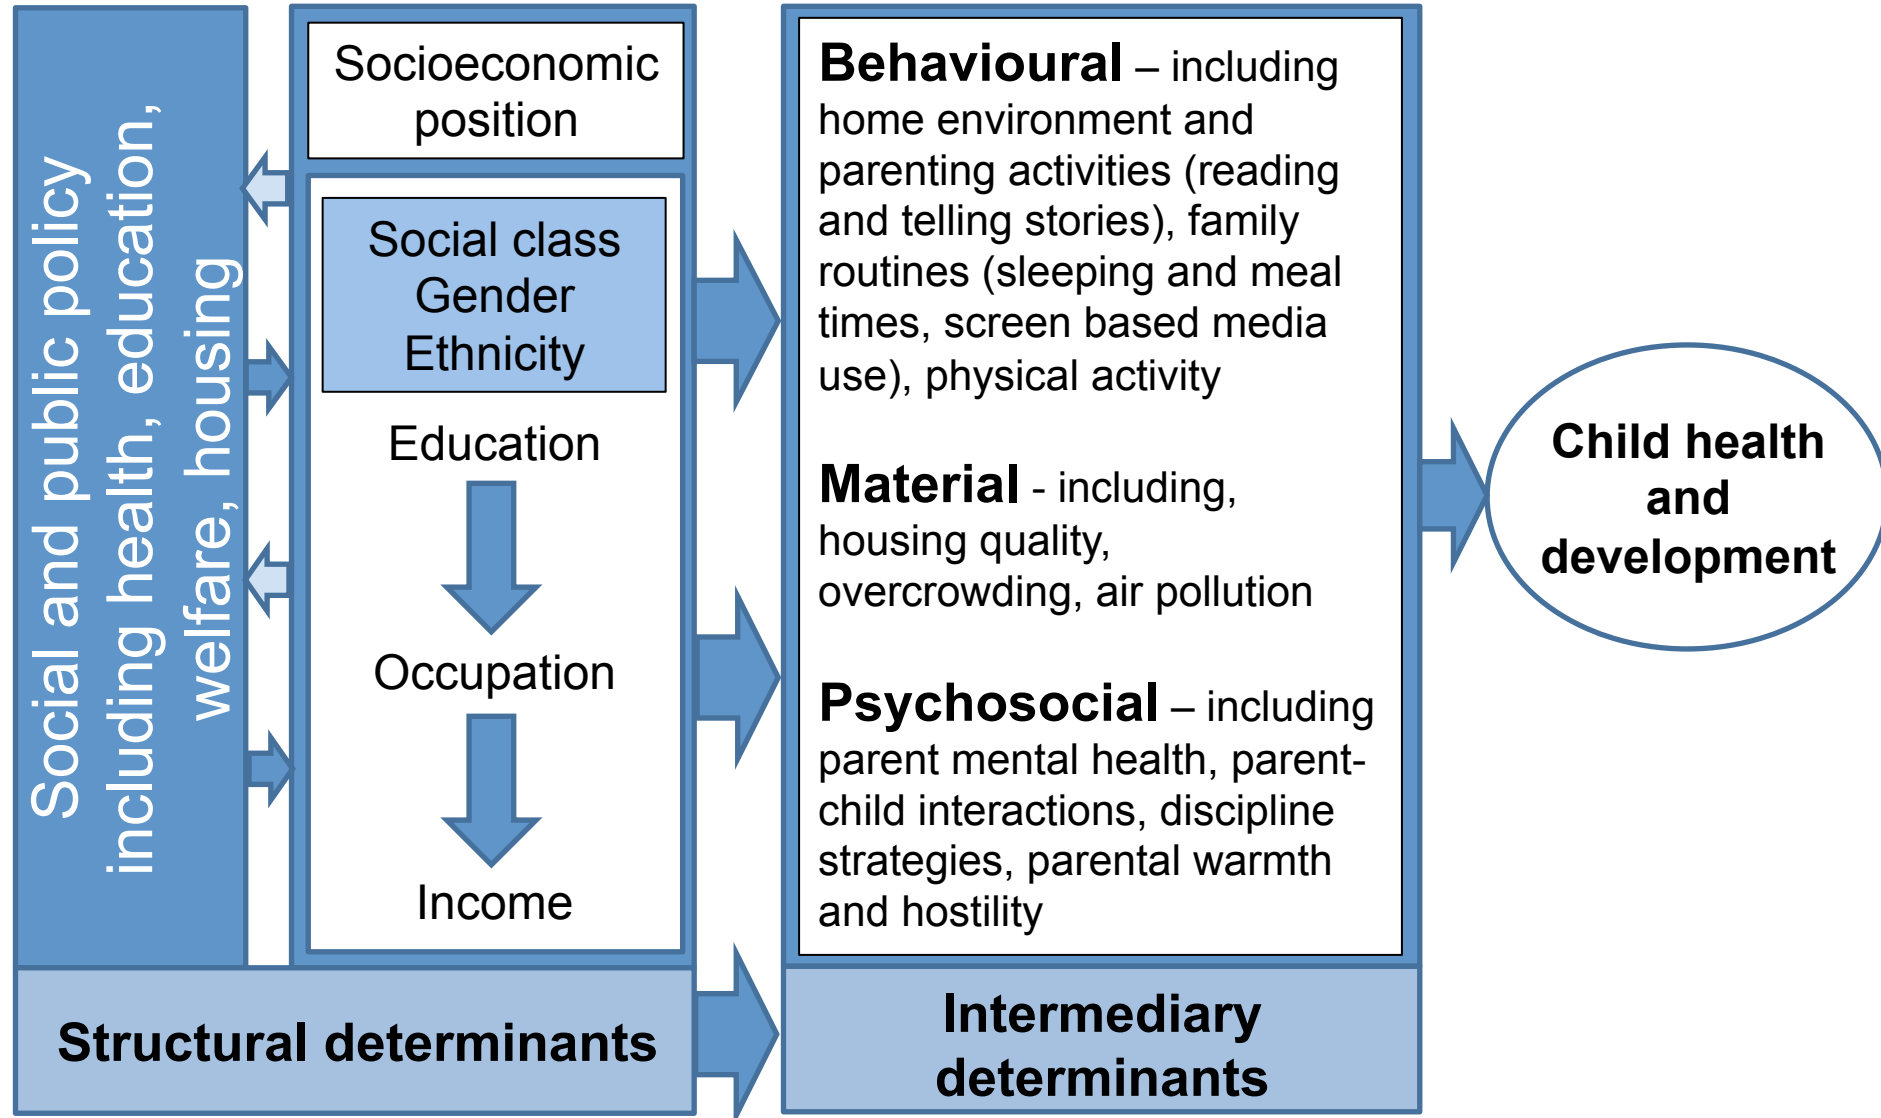 Social and public policy
including health, education,
welfare, housing
Socioeconomic
position
Social class
Gender
Ethnicity
Education
Occupation
Income
Structural determinants
Behavioural – including
home environment and
parenting activities (reading
and telling stories), family
routines (sleeping and meal
times, screen based media
use), physical activity
Material - including,
housing quality,
overcrowding, air pollution
Psychosocial – including
parent mental health, parent-
child interactions, discipline
strategies, parental warmth
and hostility
Intermediary
determinants
Child health
and
development